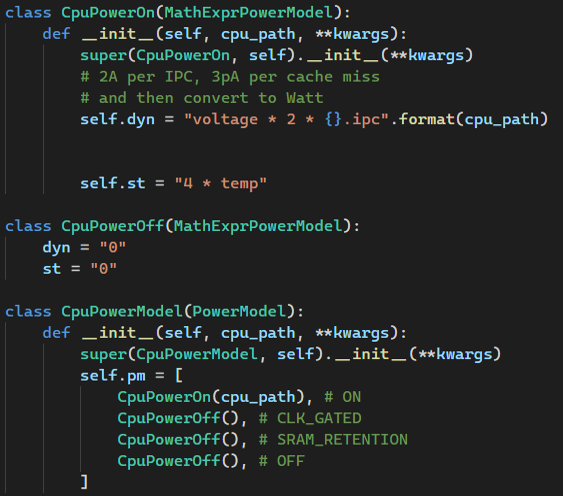 class CpuPowerOn(MathExprPowerModel):
    def __init__(self, cpu_path, **kwargs):
        super(CpuPowerOn, self).__init__(**kwargs)
        # 2A per IPC, 3pA per cache miss
        # and then convert to Watt
        self.dyn = "voltage * 2 * {}.ipc".format(cpu_path)
        self.st = "4 * temp"
class CpuPowerOff(MathExprPowerModel):
    dyn = "0"
    st = "0"
class CpuPowerModel(PowerModel):
    def __init__(self, cpu_path, **kwargs):
        super(CpuPowerModel, self).__init__(**kwargs)
        self.pm = [
            CpuPowerOn(cpu_path), # ON
            CpuPowerOff(), # CLK_GATED
            CpuPowerOff(), # SRAM_RETENTION
            CpuPowerOff(), # OFF
        ]